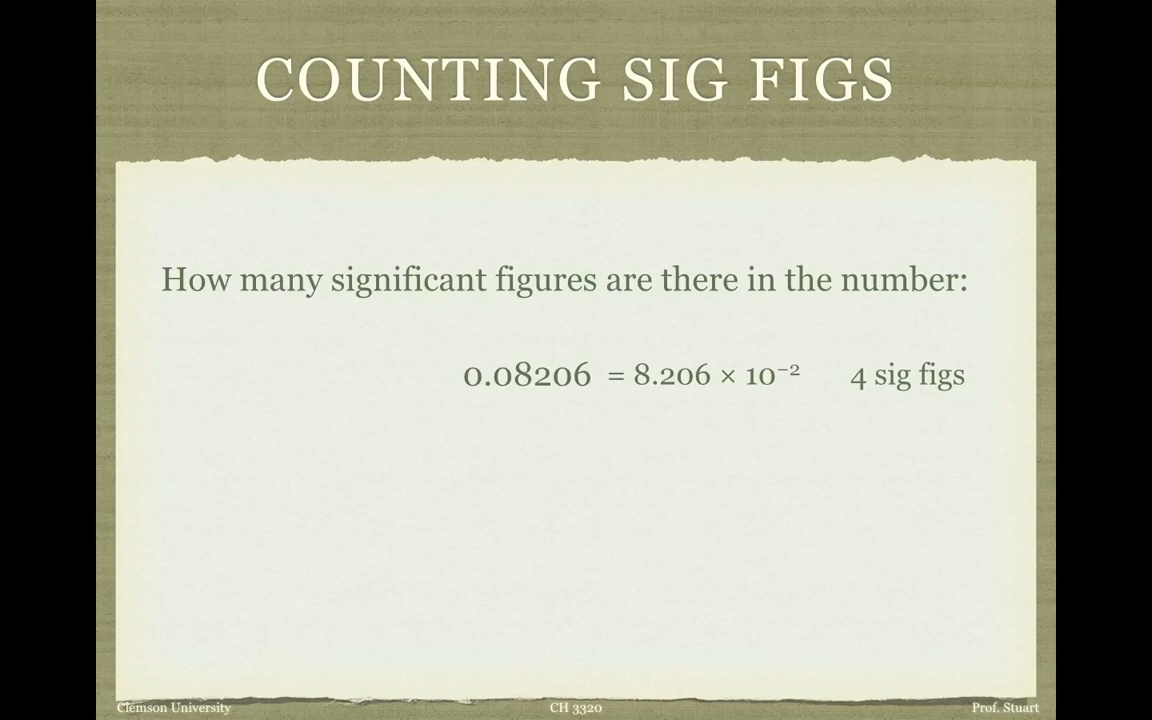 COUNTING SIG FIGS
How many significant figures are there in the number:
0.08206 = 8.206 × 10⁻² 4 sig figs
Clemson University CH 3320 Prof. Stuart